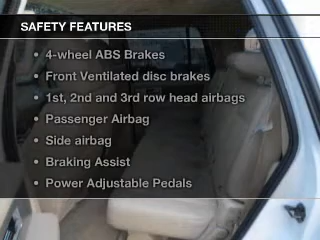 SAFETY FEATURES
• 4-wheel ABS Brakes
• Front Ventilated disc brakes
• 1st, 2nd and 3rd row head airbags
• Passenger Airbag
• Side airbag
• Braking Assist
• Power Adjustable Pedals